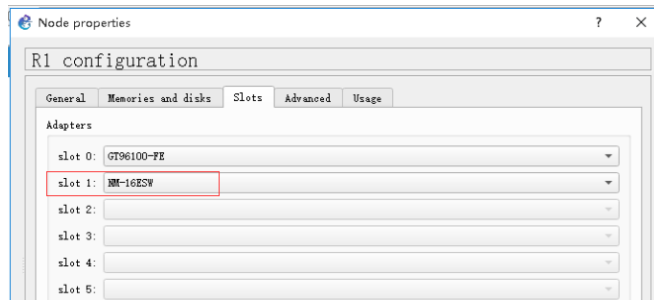 Node properties
?
R1 configuration
General Memories and disks Slots Advanced Usage
Adapters
slot 0: GT96100-FE
slot 1: NM-16ESW
slot 2:
slot 3:
slot 4:
slot 5: